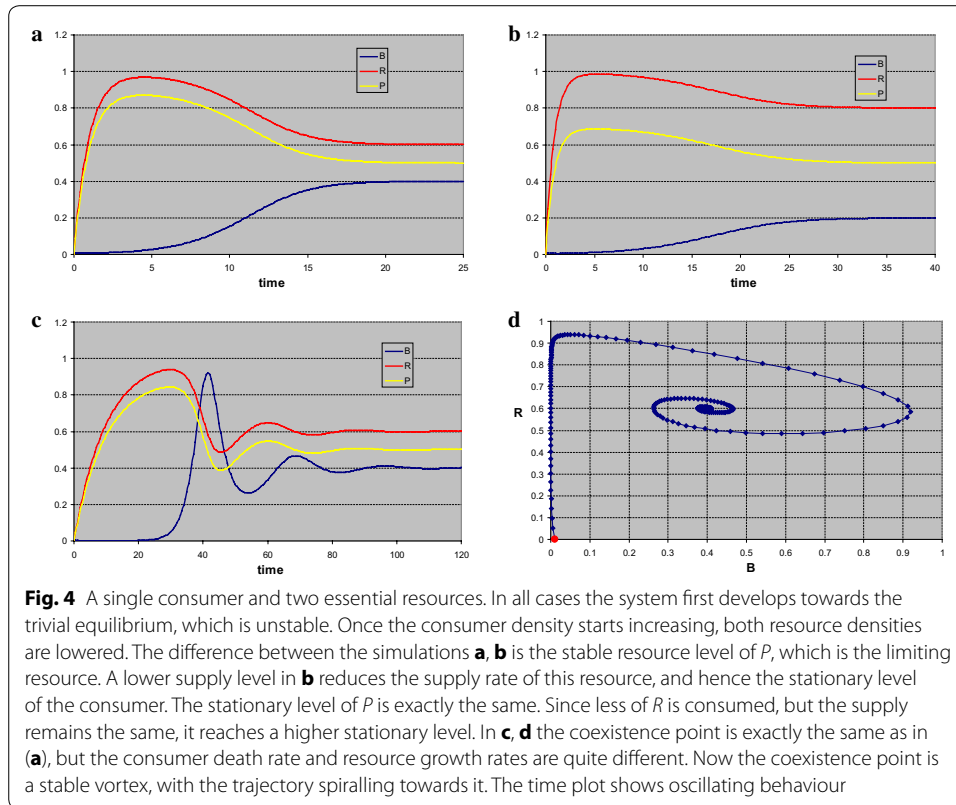 a
1.2
1
0.8
0.6
0.4
0.2
0
B
R
P
0 5 10 15 20 25
time
b
1.2
1
0.8
0.6
0.4
0.2
0
B
R
P
0 5 10 15 20 25 30 35 40
time
c
1.2
1
0.8
0.6
0.4
0.2
0
B
R
P
0 20 40 60 80 100 120
time
d
1
0.9
0.8
0.7
0.6
R
0.5
0.4
0.3
0.2
0.1
0
0 0.1 0.2 0.3 0.4 0.5 0.6 0.7 0.8 0.9 1
B
Fig. 4 A single consumer and two essential resources. In all cases the system first develops towards the
trivial equilibrium, which is unstable. Once the consumer density starts increasing, both resource densities
are lowered. The difference between the simulations a, b is the stable resource level of P, which is the limiting
resource. A lower supply level in b reduces the supply rate of this resource, and hence the stationary level
of the consumer. The stationary level of P is exactly the same. Since less of R is consumed, but the supply
remains the same, it reaches a higher stationary level. In c, d the coexistence point is exactly the same as in
(a), but the consumer death rate and resource growth rates are quite different. Now the coexistence point is
a stable vortex, with the trajectory spiralling towards it. The time plot shows oscillating behaviour